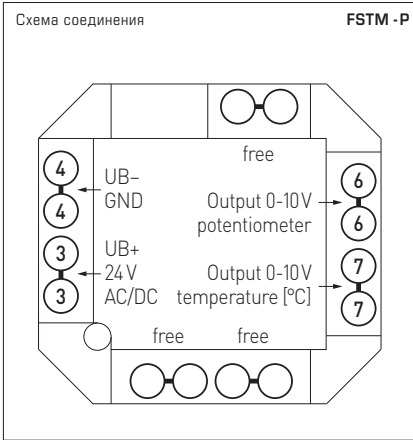 Схема соединения
FSTM - P
free
4
UB–
GND
4
6
Output 0-10 V
potentiometer
6
3
UB+
24 V
AC/DC
3
7
Output 0-10 V
temperature [°C]
7
free
free